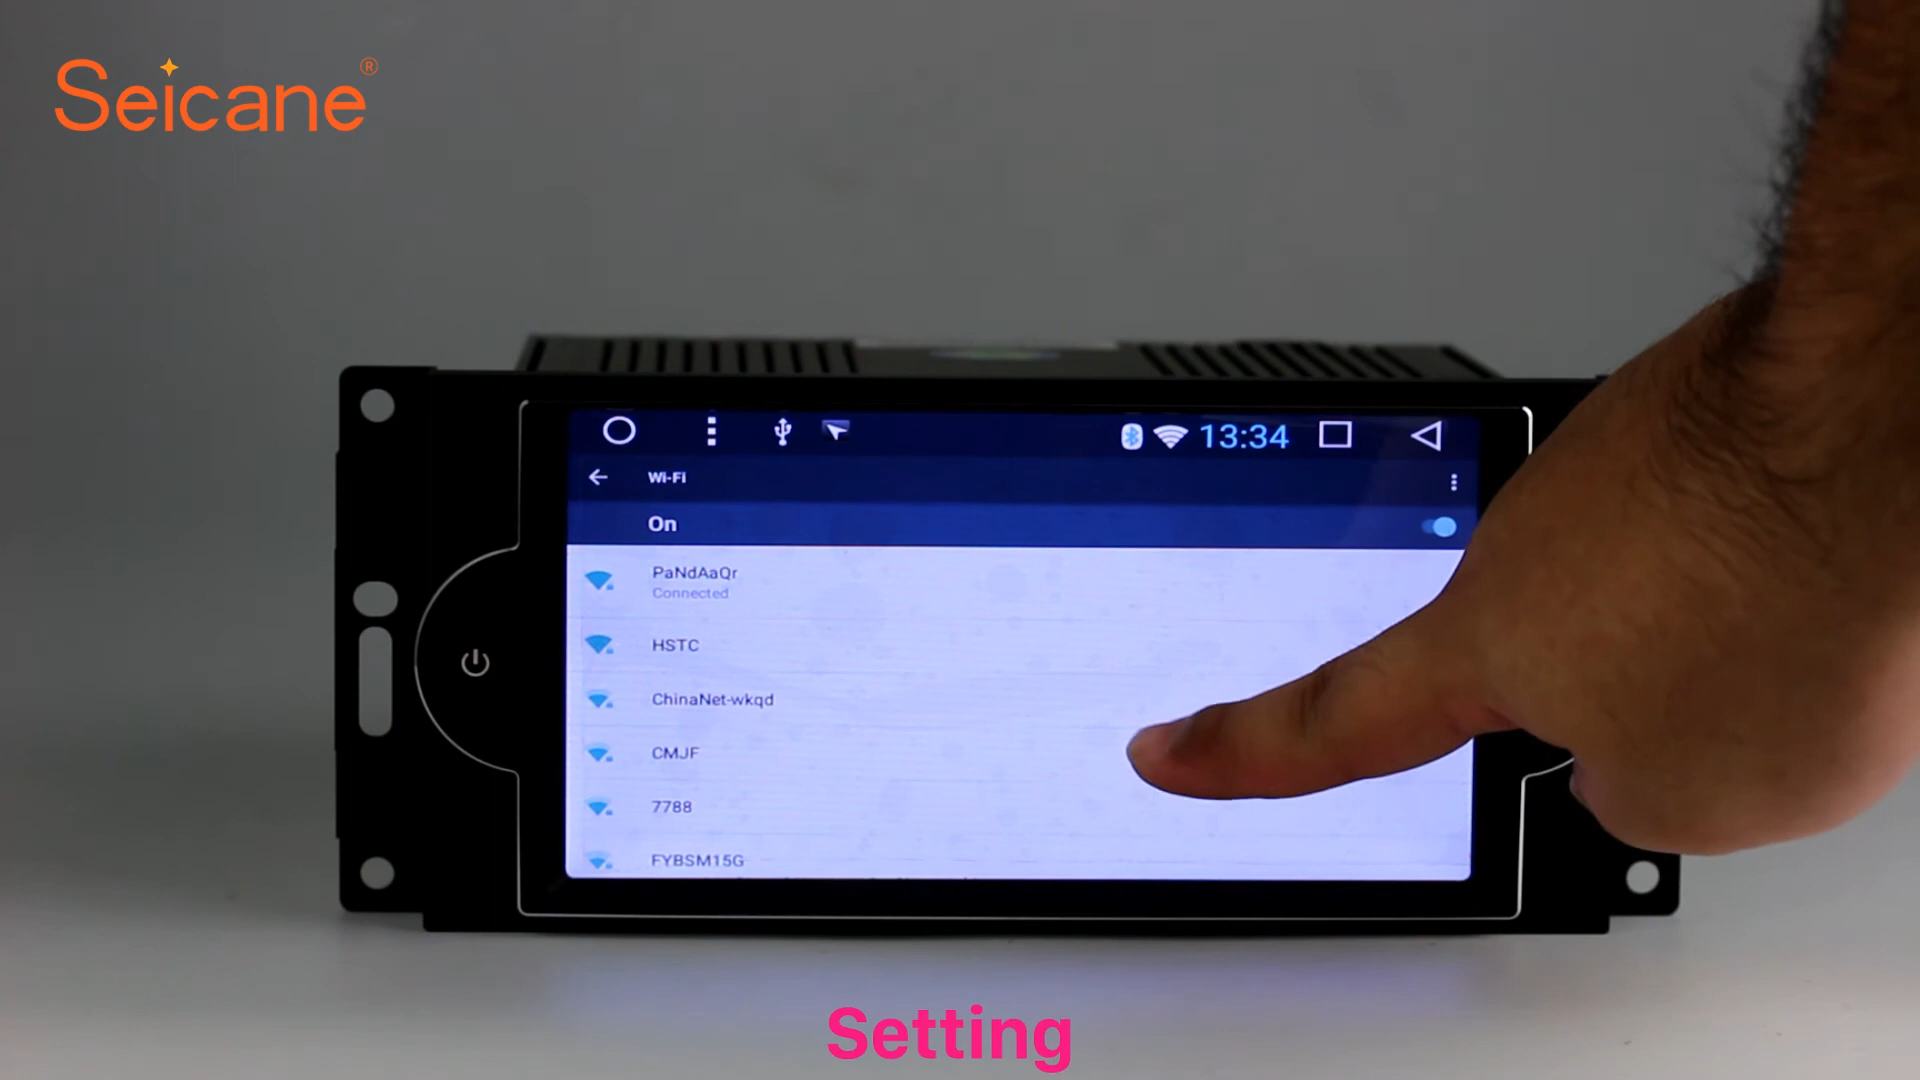 Seicane®
13:34
Wi-Fi
On
PaNdAaQr
Connected
HSTC
ChinaNet-wkqd
CMJF
7788
FYBSM15G
Setting